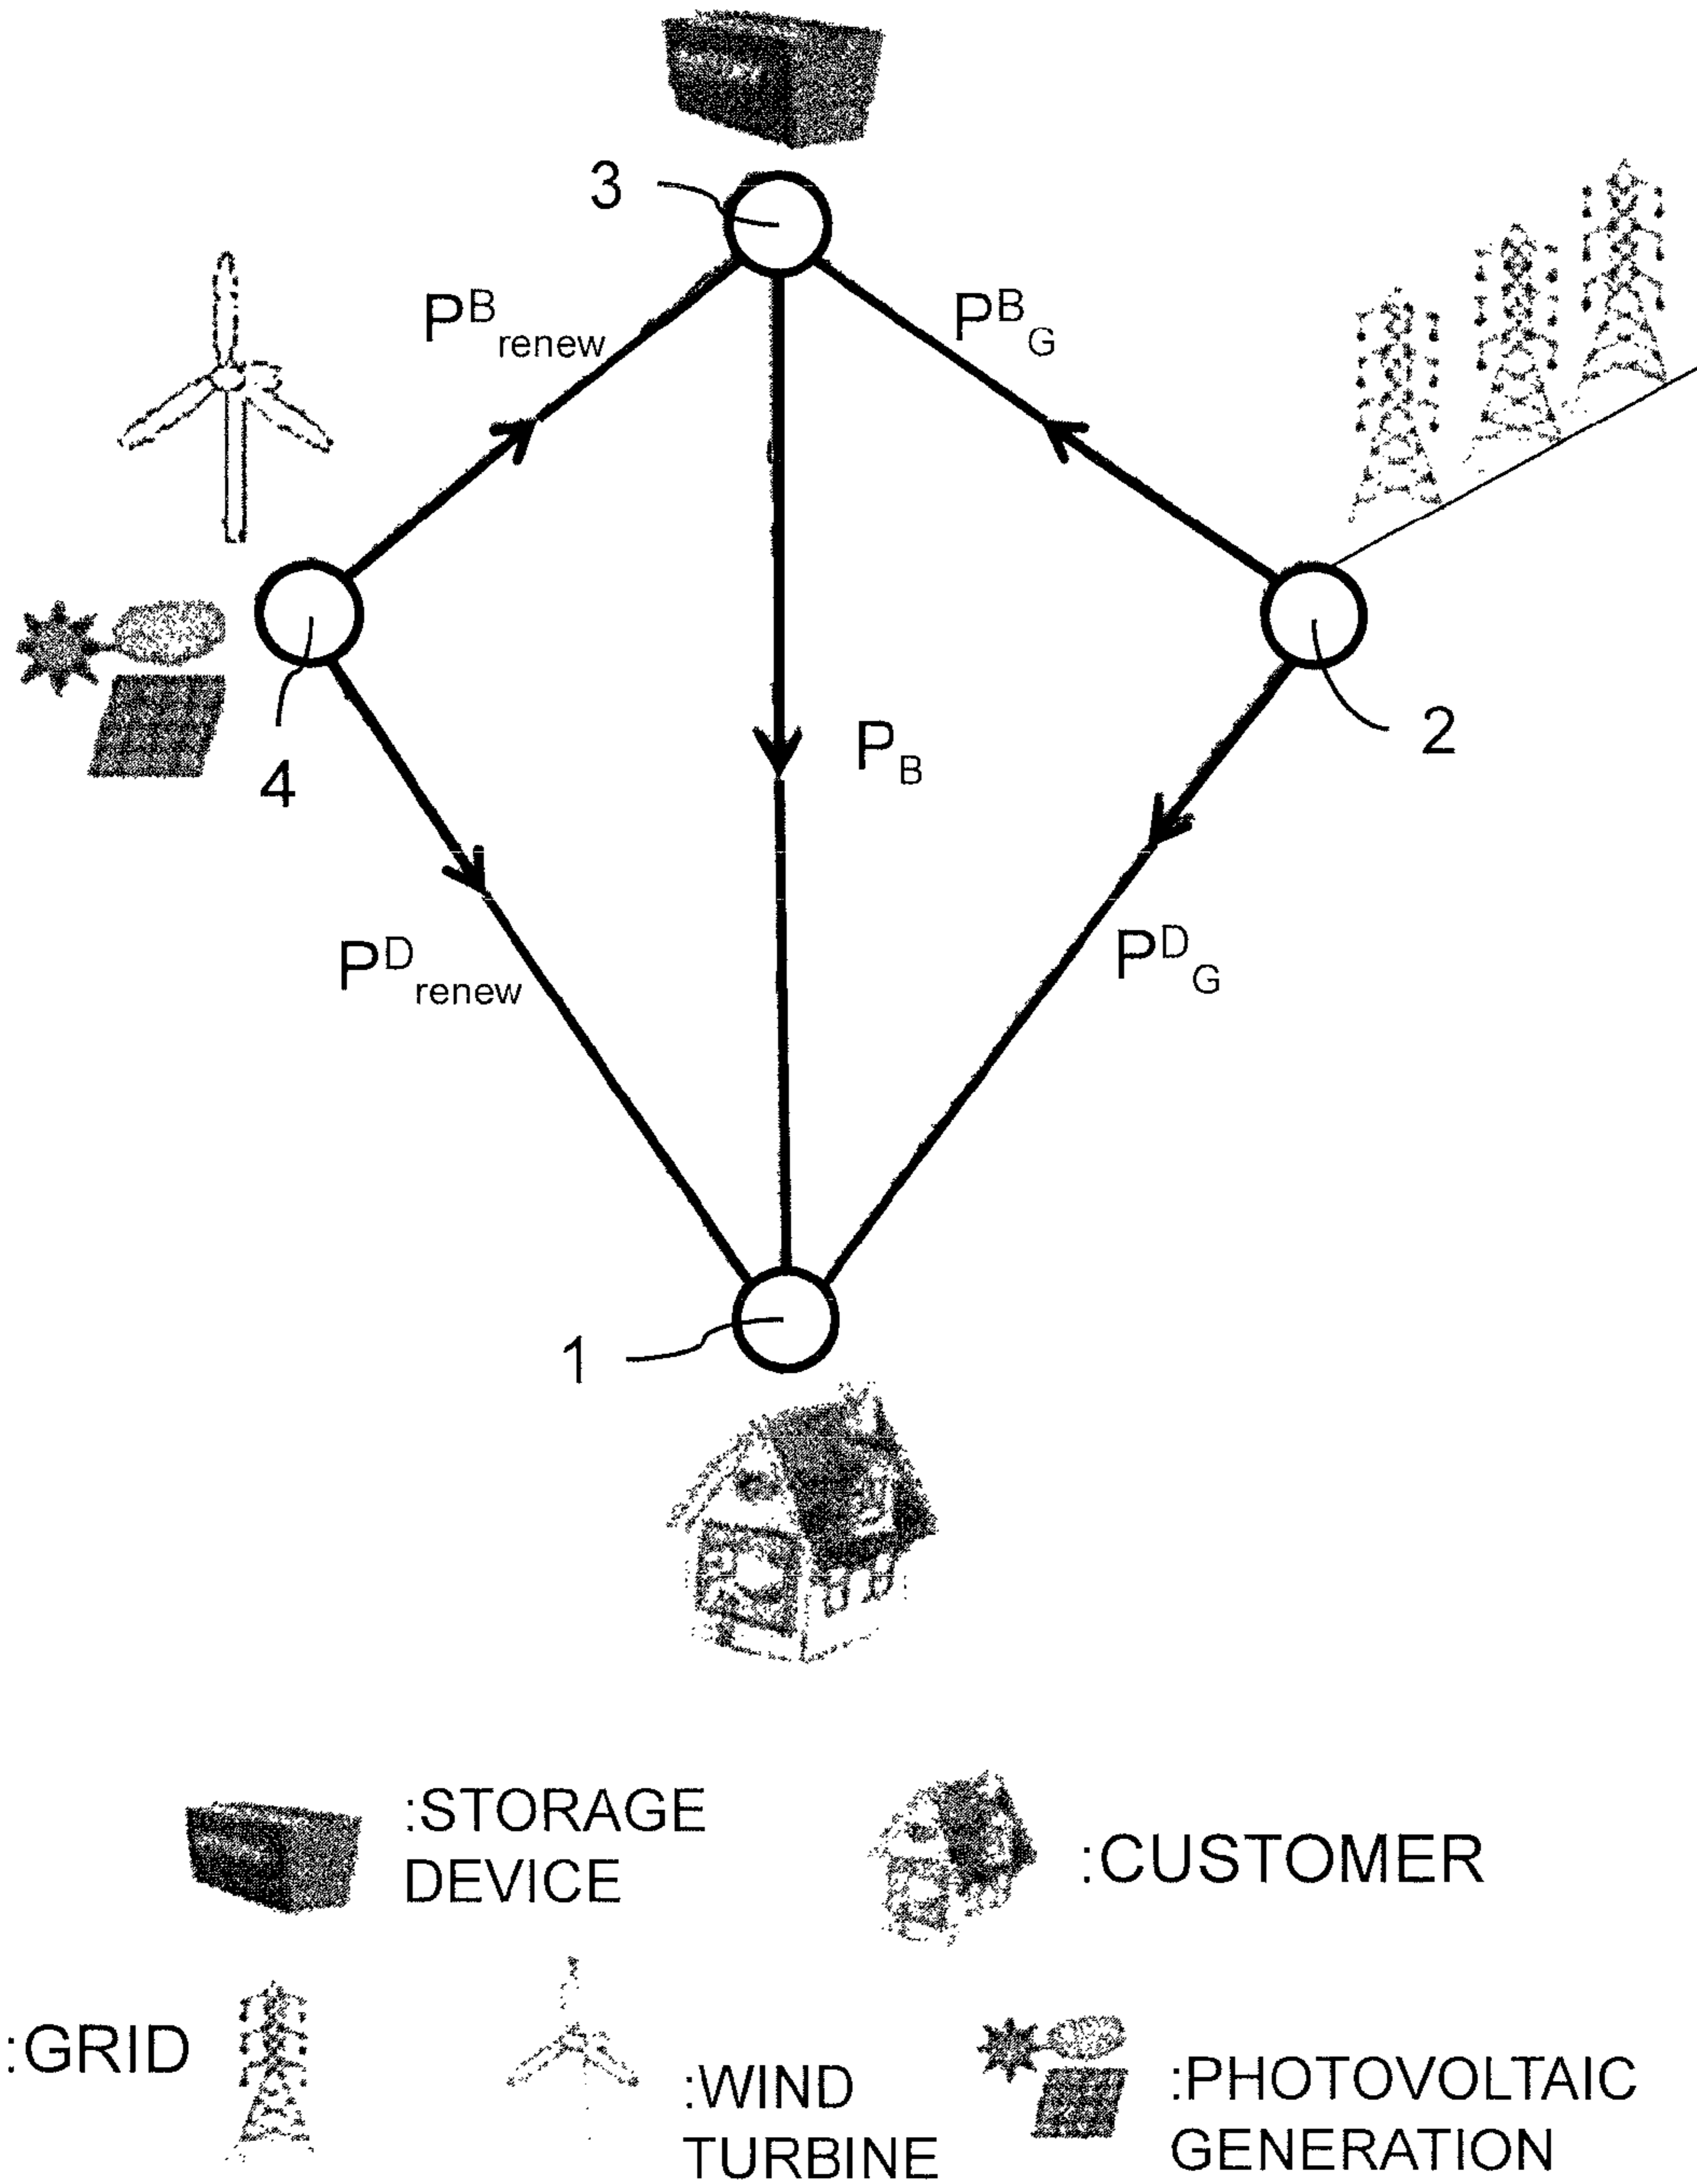 3
P^B_renew
P^B_G
2
4
P_B
P^D_renew
P^D_G
1
:STORAGE
DEVICE
:CUSTOMER
:GRID
:WIND
TURBINE
:PHOTOVOLTAIC
GENERATION